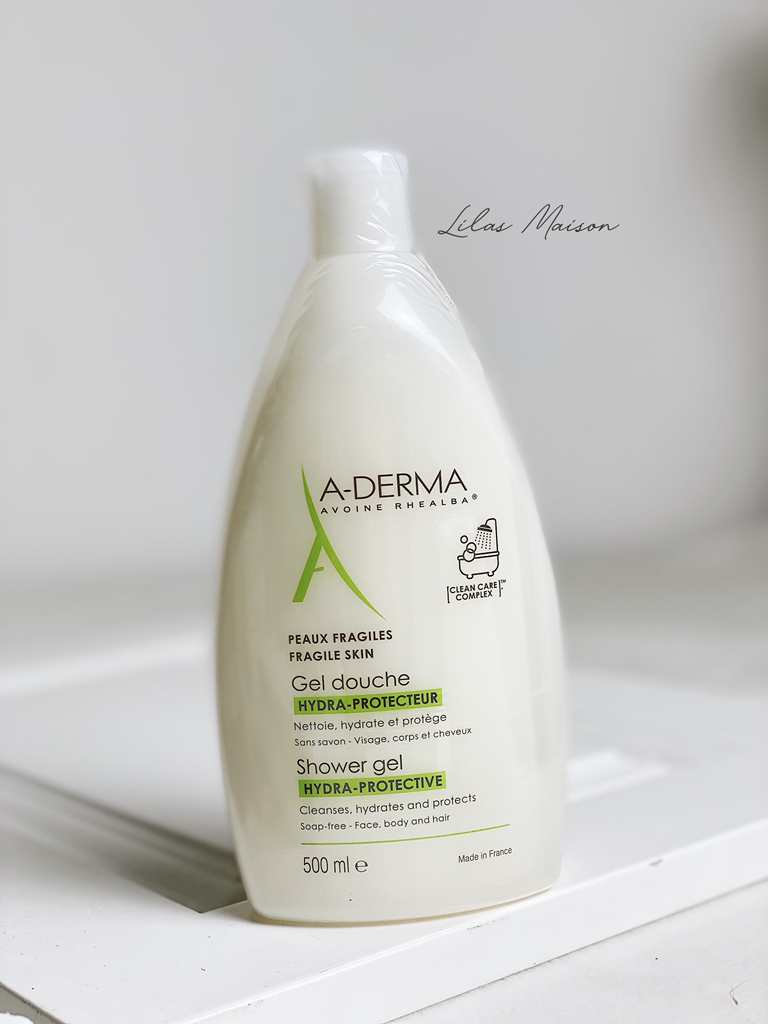 Lilas Maison
A-DERMA
AVOINE RHEALBA®
[CLEAN CARE]™
COMPLEX
PEAUX FRAGILES
FRAGILE SKIN
Gel douche
HYDRA-PROTECTEUR
Nettoie, hydrate et protège
Sans savon - Visage, corps et cheveux
Shower gel
HYDRA-PROTECTIVE
Cleanses, hydrates and protects
Soap-free - Face, body and hair
500 ml ℮
Made in France